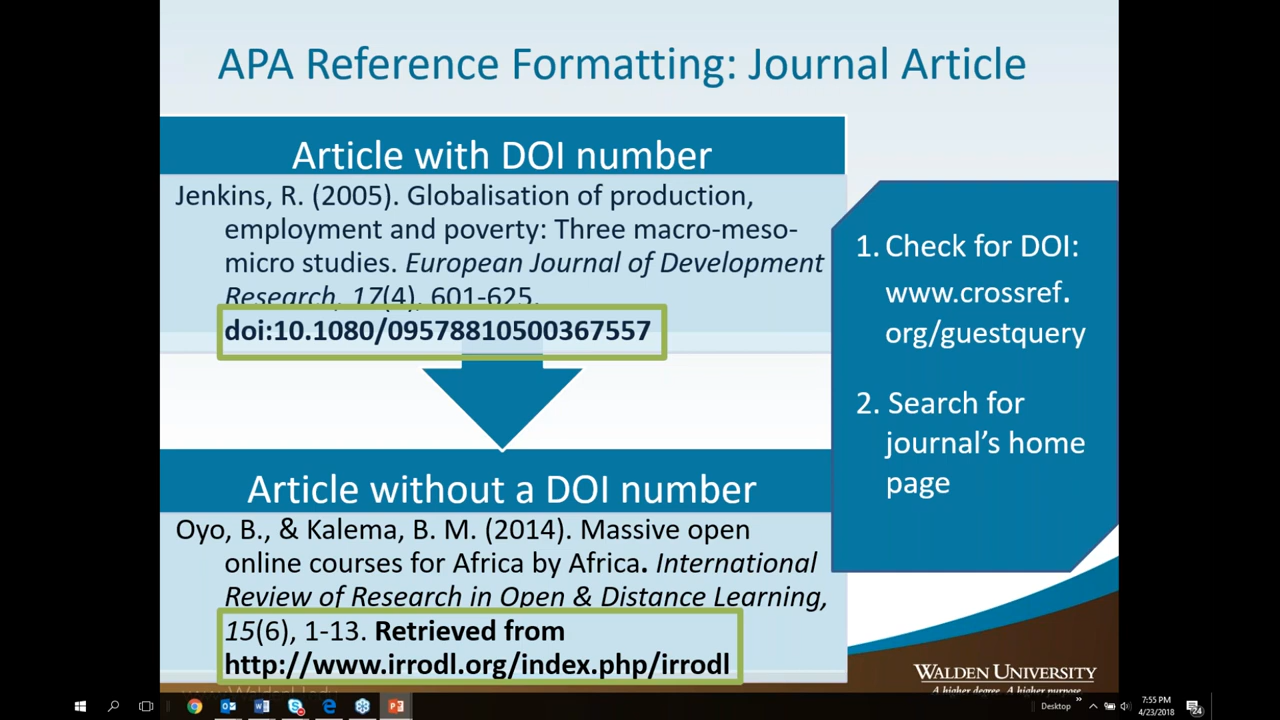 APA Reference Formatting: Journal Article
Article with DOI number
Jenkins, R. (2005). Globalisation of production,
employment and poverty: Three macro-meso-
micro studies. European Journal of Development
Research, 17(4), 601-625.
doi:10.1080/09578810500367557
Article without a DOI number
Oyo, B., & Kalema, B. M. (2014). Massive open
online courses for Africa by Africa. International
Review of Research in Open & Distance Learning,
15(6), 1-13. Retrieved from
http://www.irrodl.org/index.php/irrodl
1. Check for DOI:
www.crossref.
org/guestquery
2. Search for
journal's home
page
WALDEN UNIVERSITY
A higher degree. A higher purpose.
Desktop
7:55 PM
4/23/2018
24